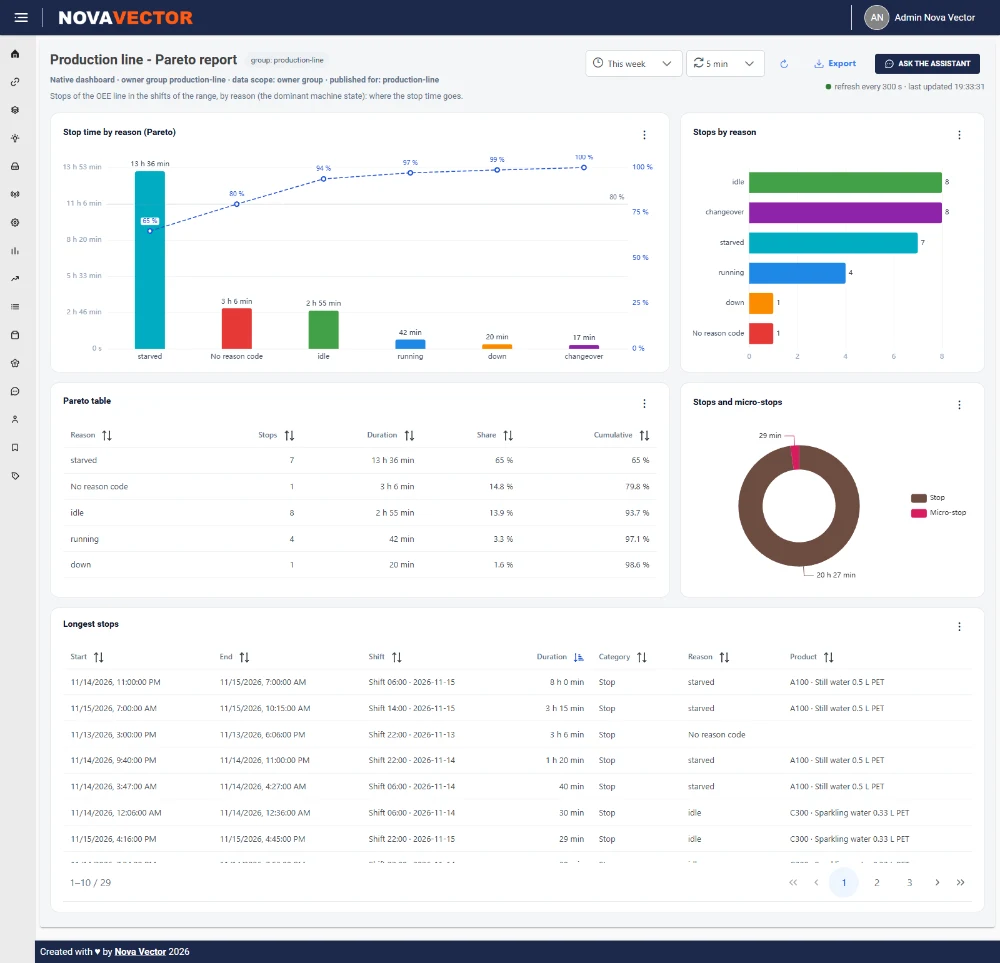 NOVAVECTOR
AN Admin Nova Vector
Production line - Pareto report group: production-line
This week 5 min Export ASK THE ASSISTANT
Native dashboard · owner group production-line · data scope: owner group · published for: production-line
refresh every 300 s · last updated 19:33:31
Stops of the OEE line in the shifts of the range, by reason (the dominant machine state): where the stop time goes.
Stop time by reason (Pareto)
13 h 53 min
11 h 6 min
8 h 20 min
5 h 33 min
2 h 46 min
0 s
13 h 36 min
3 h 6 min
2 h 55 min
42 min
20 min
17 min
65 %
80 %
94 %
97 %
99 %
100 %
80 %
100 %
75 %
50 %
25 %
0 %
starved No reason code idle running down changeover
Stops by reason
idle 8
changeover 8
starved 7
running 4
down 1
No reason code 1
0 2 4 6 8
Pareto table
Reason Stops Duration Share Cumulative
starved 7 13 h 36 min 65 % 65 %
No reason code 1 3 h 6 min 14.8 % 79.8 %
idle 8 2 h 55 min 13.9 % 93.7 %
running 4 42 min 3.3 % 97.1 %
down 1 20 min 1.6 % 98.6 %
Stops and micro-stops
29 min
20 h 27 min
Stop
Micro-stop
Longest stops
Start End Shift Duration Category Reason Product
11/14/2026, 11:00:00 PM 11/15/2026, 7:00:00 AM Shift 06:00 - 2026-11-15 8 h 0 min Stop starved A100 · Still water 0.5 L PET
11/15/2026, 7:00:00 AM 11/15/2026, 10:15:00 AM Shift 14:00 - 2026-11-15 3 h 15 min Stop starved A100 · Still water 0.5 L PET
11/13/2026, 3:00:00 PM 11/13/2026, 6:06:00 PM Shift 22:00 - 2026-11-13 3 h 6 min Stop No reason code
11/14/2026, 9:40:00 PM 11/14/2026, 11:00:00 PM Shift 22:00 - 2026-11-14 1 h 20 min Stop starved A100 · Still water 0.5 L PET
11/14/2026, 3:47:00 AM 11/14/2026, 4:27:00 AM Shift 06:00 - 2026-11-14 40 min Stop starved A100 · Still water 0.5 L PET
11/14/2026, 12:06:00 AM 11/14/2026, 12:36:00 AM Shift 06:00 - 2026-11-14 30 min Stop idle C300 · Sparkling water 0.33 L PET
11/15/2026, 4:16:00 PM 11/15/2026, 4:45:00 PM Shift 22:00 - 2026-11-15 29 min Stop idle C300 · Sparkling water 0.33 L PET
1–10 / 29
1 2 3
Created with ♥ by Nova Vector 2026